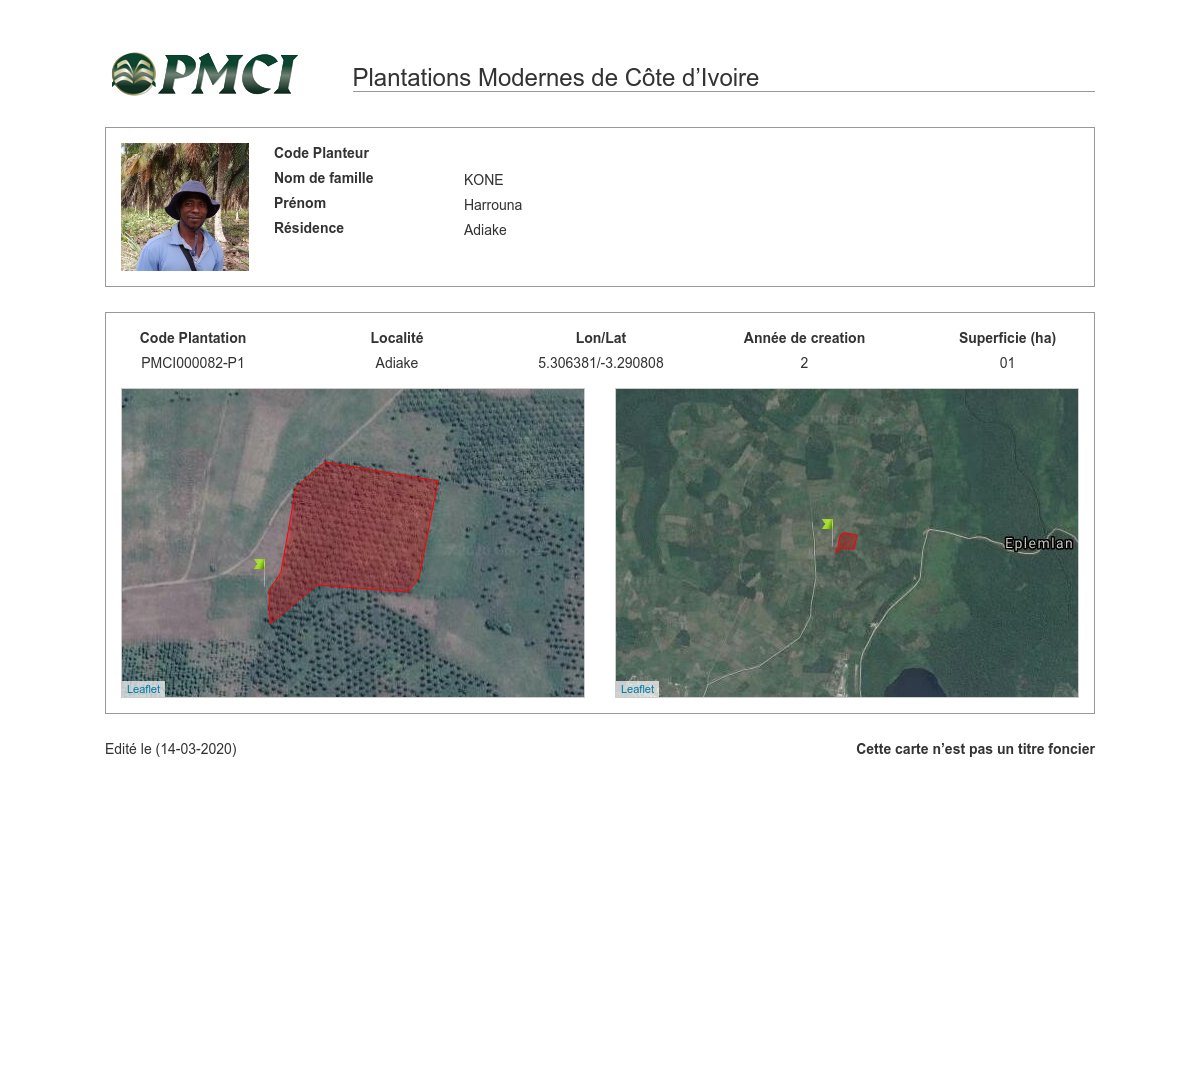 PMCI
Plantations Modernes de Côte d’Ivoire
Code Planteur
Nom de famille KONE
Prénom Harrouna
Résidence Adiake
Code Plantation Localité Lon/Lat Année de creation Superficie (ha)
PMCI000082-P1 Adiake 5.306381/-3.290808 2 01
Eplemlan
Leaflet Leaflet
Edité le (14-03-2020) Cette carte n’est pas un titre foncier